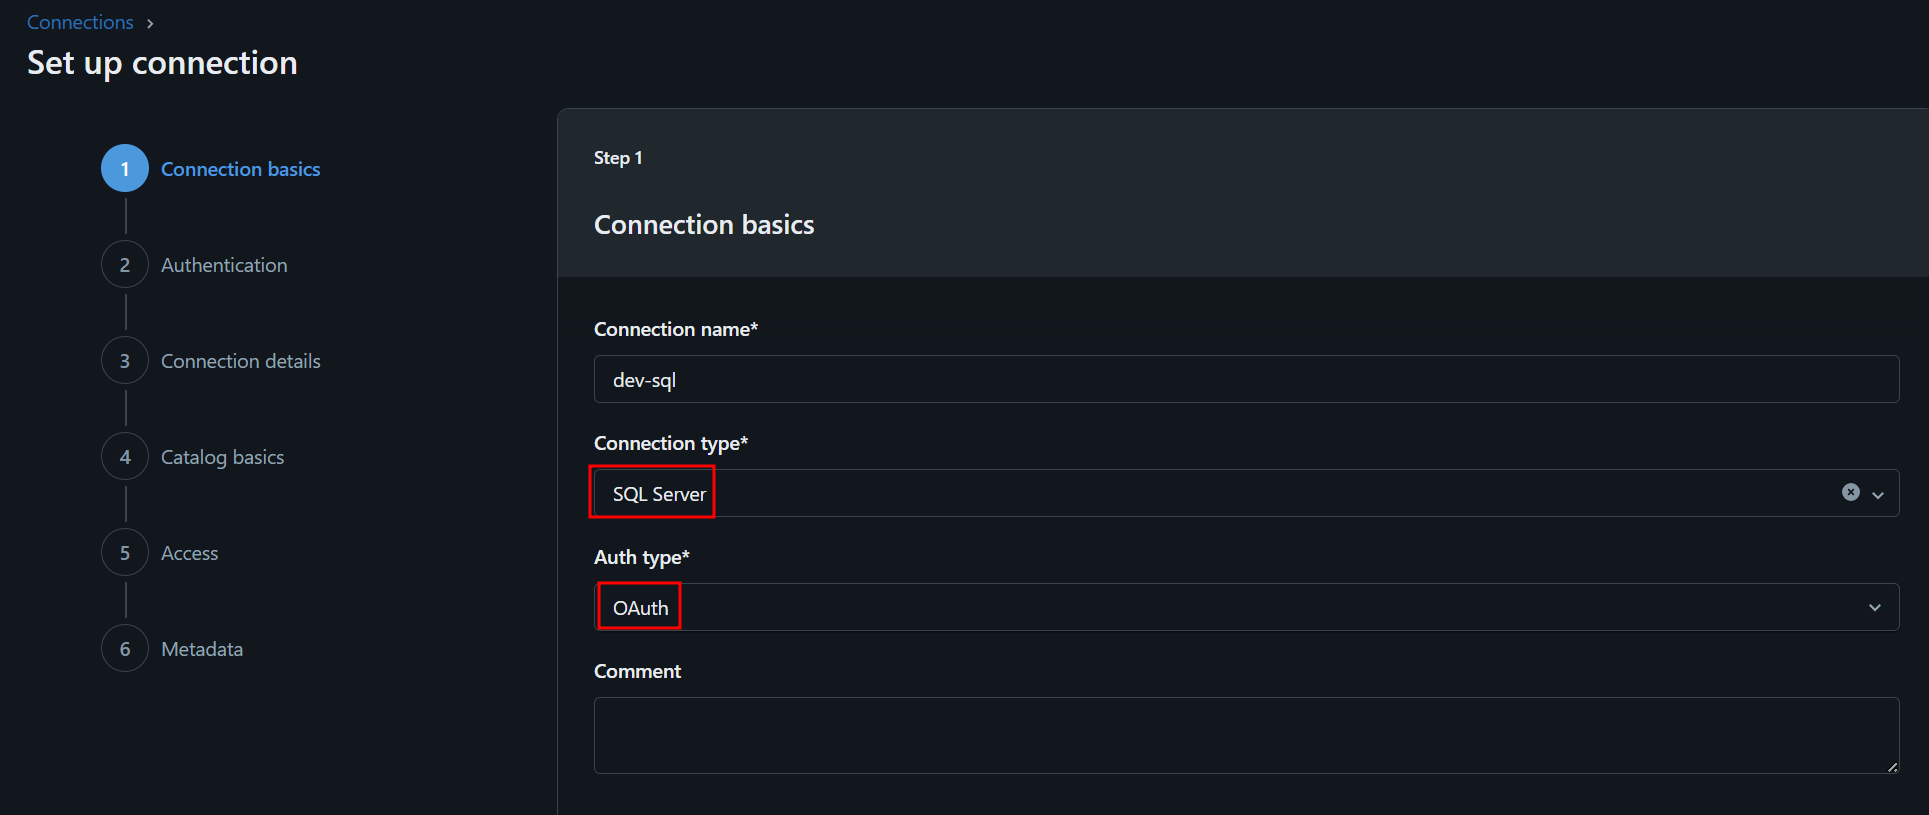 Connections
Set up connection
1 Connection basics
2 Authentication
3 Connection details
4 Catalog basics
5 Access
6 Metadata
Step 1
Connection basics
Connection name*
dev-sql
Connection type*
SQL Server
Auth type*
OAuth
Comment